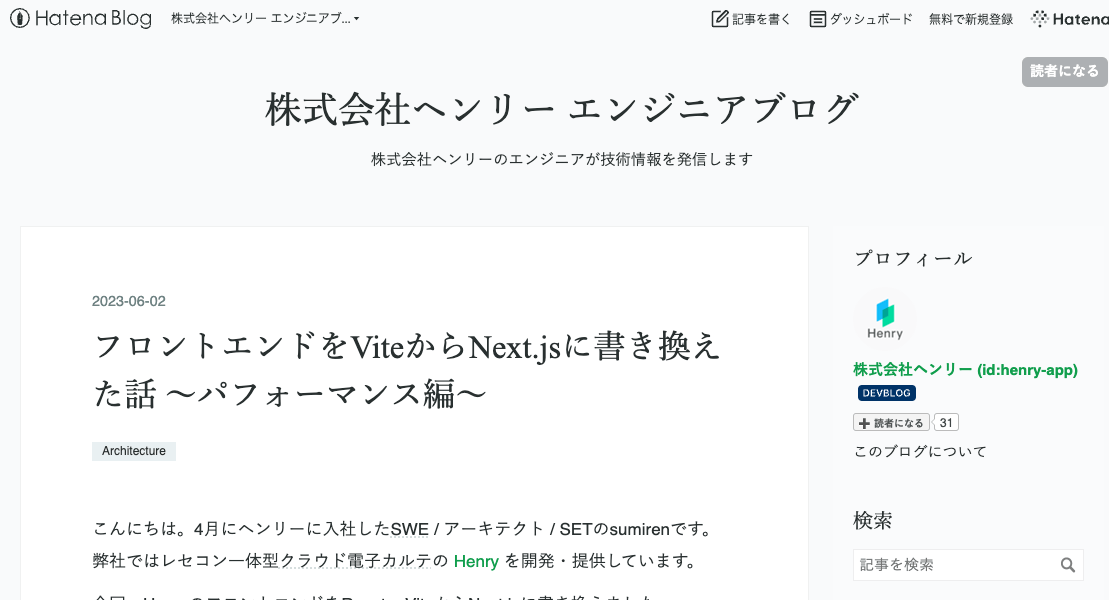 Hatena Blog 株式会社ヘンリー エンジニアブ... 記事を書く ダッシュボード 無料で新規登録 Hatena
読者になる
株式会社ヘンリー エンジニアブログ
株式会社ヘンリーのエンジニアが技術情報を発信します
2023-06-02
フロントエンドをViteからNext.jsに書き換え
た話 〜パフォーマンス編〜
Architecture
こんにちは。4月にヘンリーに入社したSWE / アーキテクト / SETのsumirenです。
弊社ではレセコン一体型クラウド電子カルテの Henry を開発・提供しています。
プロフィール
Henry
株式会社ヘンリー (id:henry-app)
DEVBLOG
読者になる 31
このブログについて
検索
記事を検索